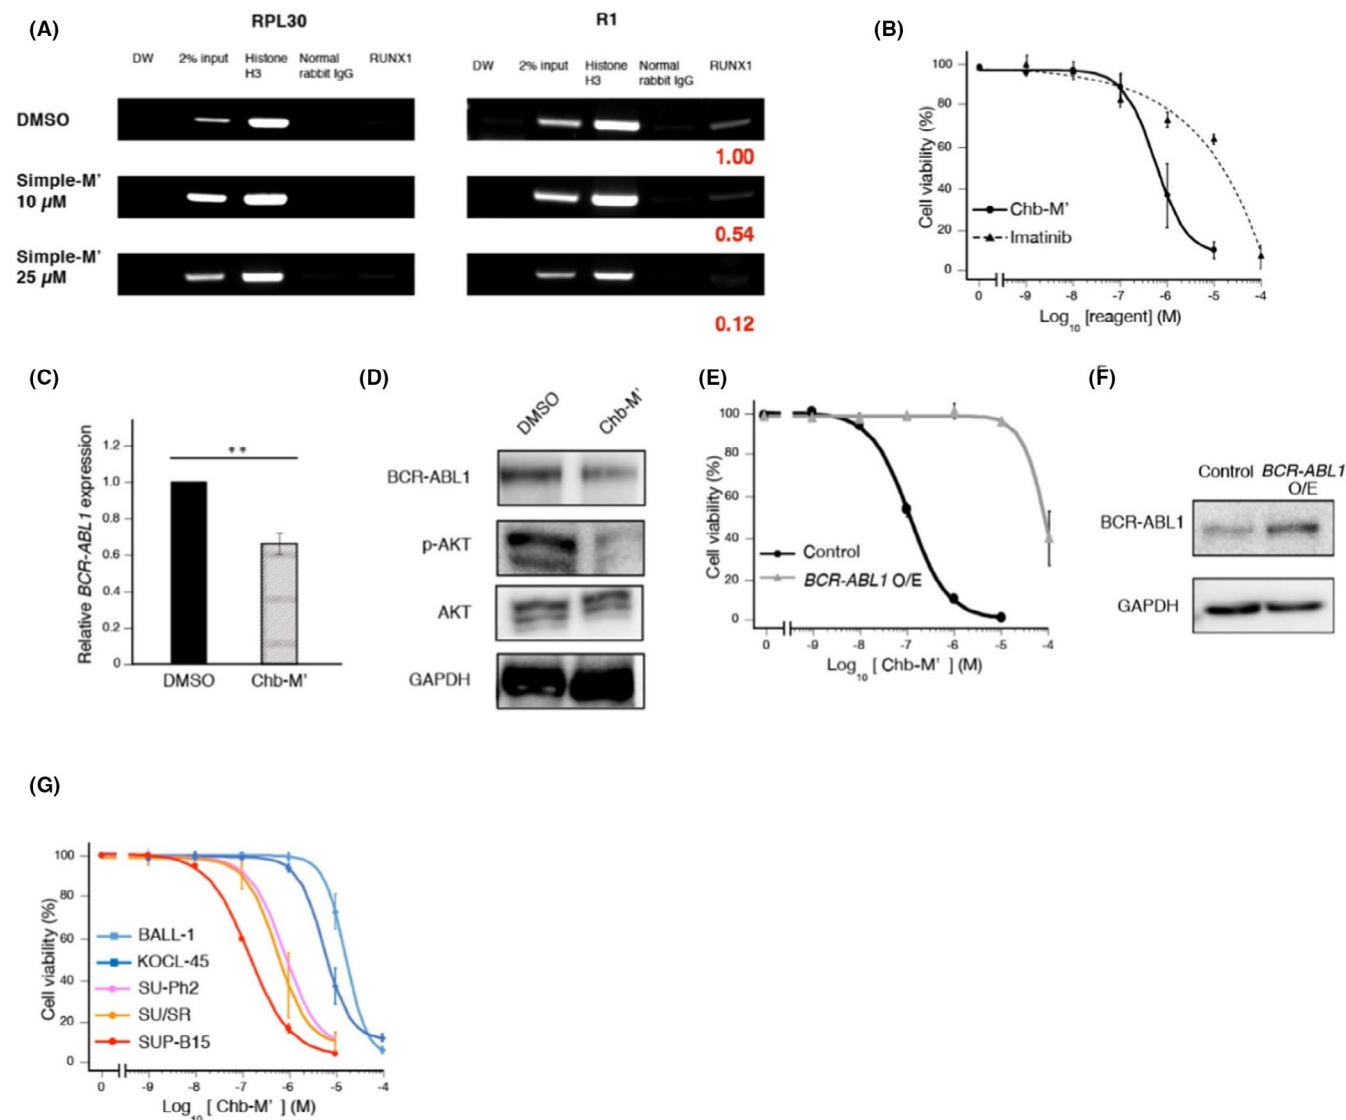 (A)
RPL30
R1
DW 2% input Histone H3 Normal rabbit IgG RUNX1
DW 2% input Histone H3 Normal rabbit IgG RUNX1
DMSO
1.00
Simple-M'
10 µM
0.54
Simple-M'
25 µM
0.12
(B)
Cell viability (%)
100
80
60
40
20
0
Chb-M'
Imatinib
0 -9 -8 -7 -6 -5 -4
Log10 [reagent] (M)
(C)
Relative BCR-ABL1 expression
1.2
1.0
0.8
0.6
0.4
0.2
0
**
DMSO Chb-M'
(D)
DMSO Chb-M'
BCR-ABL1
p-AKT
AKT
GAPDH
(E)
Cell viability (%)
100
80
60
40
20
0
Control
BCR-ABL1 O/E
0 -9 -8 -7 -6 -5 -4
Log10 [ Chb-M' ] (M)
(F)
Control BCR-ABL1
O/E
BCR-ABL1
GAPDH
(G)
Cell viability (%)
100
80
60
40
20
0
BALL-1
KOCL-45
SU-Ph2
SU/SR
SUP-B15
0 -9 -8 -7 -6 -5 -4
Log10 [ Chb-M' ] (M)